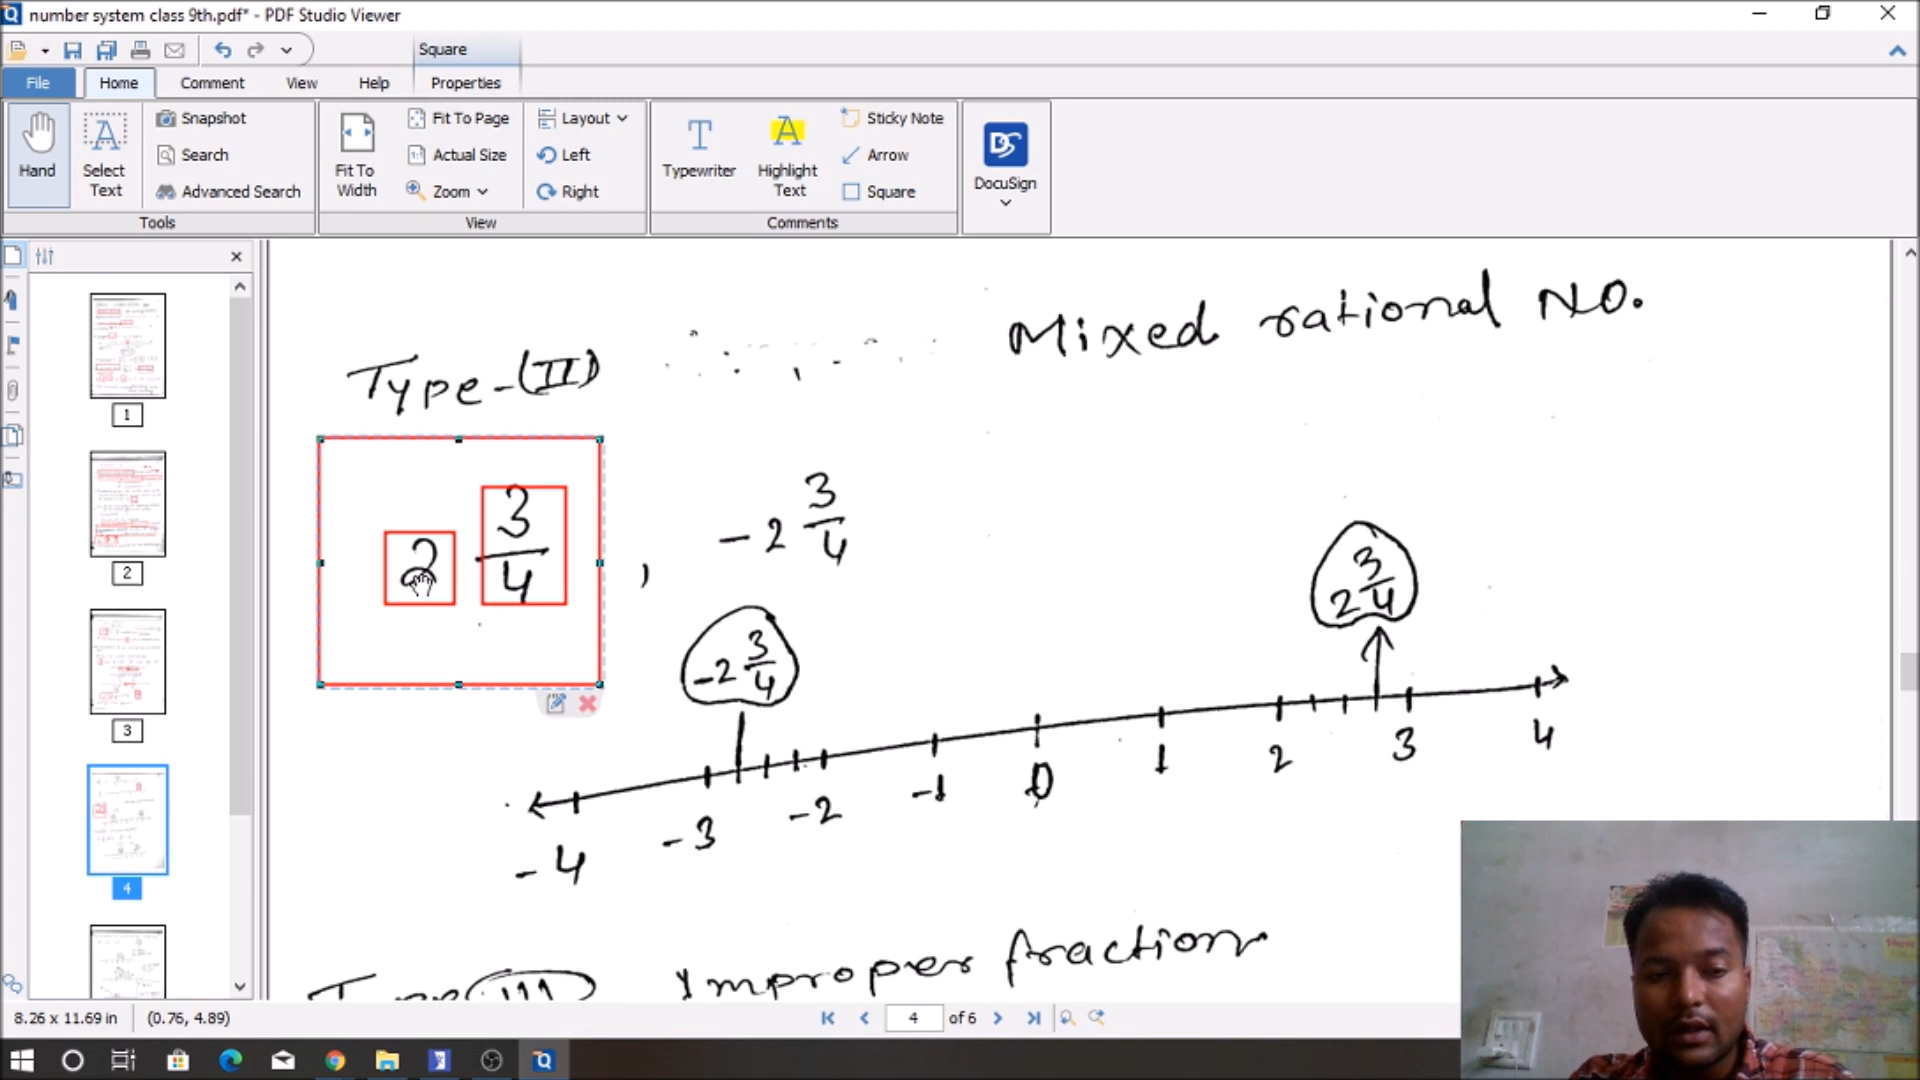 number system class 9th.pdf* - PDF Studio Viewer
Square
File Home Comment View Help Properties
Hand
Select Text
Snapshot
Search
Advanced Search
Tools
Fit To Width
Fit To Page
Actual Size
Zoom
Layout
Left
Right
View
Typewriter
Highlight Text
Sticky Note
Arrow
Square
Comments
DocuSign
1
2
3
4
Type-(II) Mixed rational NO.
2 3/4 , -2 3/4
-2 3/4
2 3/4
-4 -3 -2 -1 0 1 2 3 4
Type (III) Improper fraction
8.26 x 11.69 in (0.76, 4.89) 4 of 6